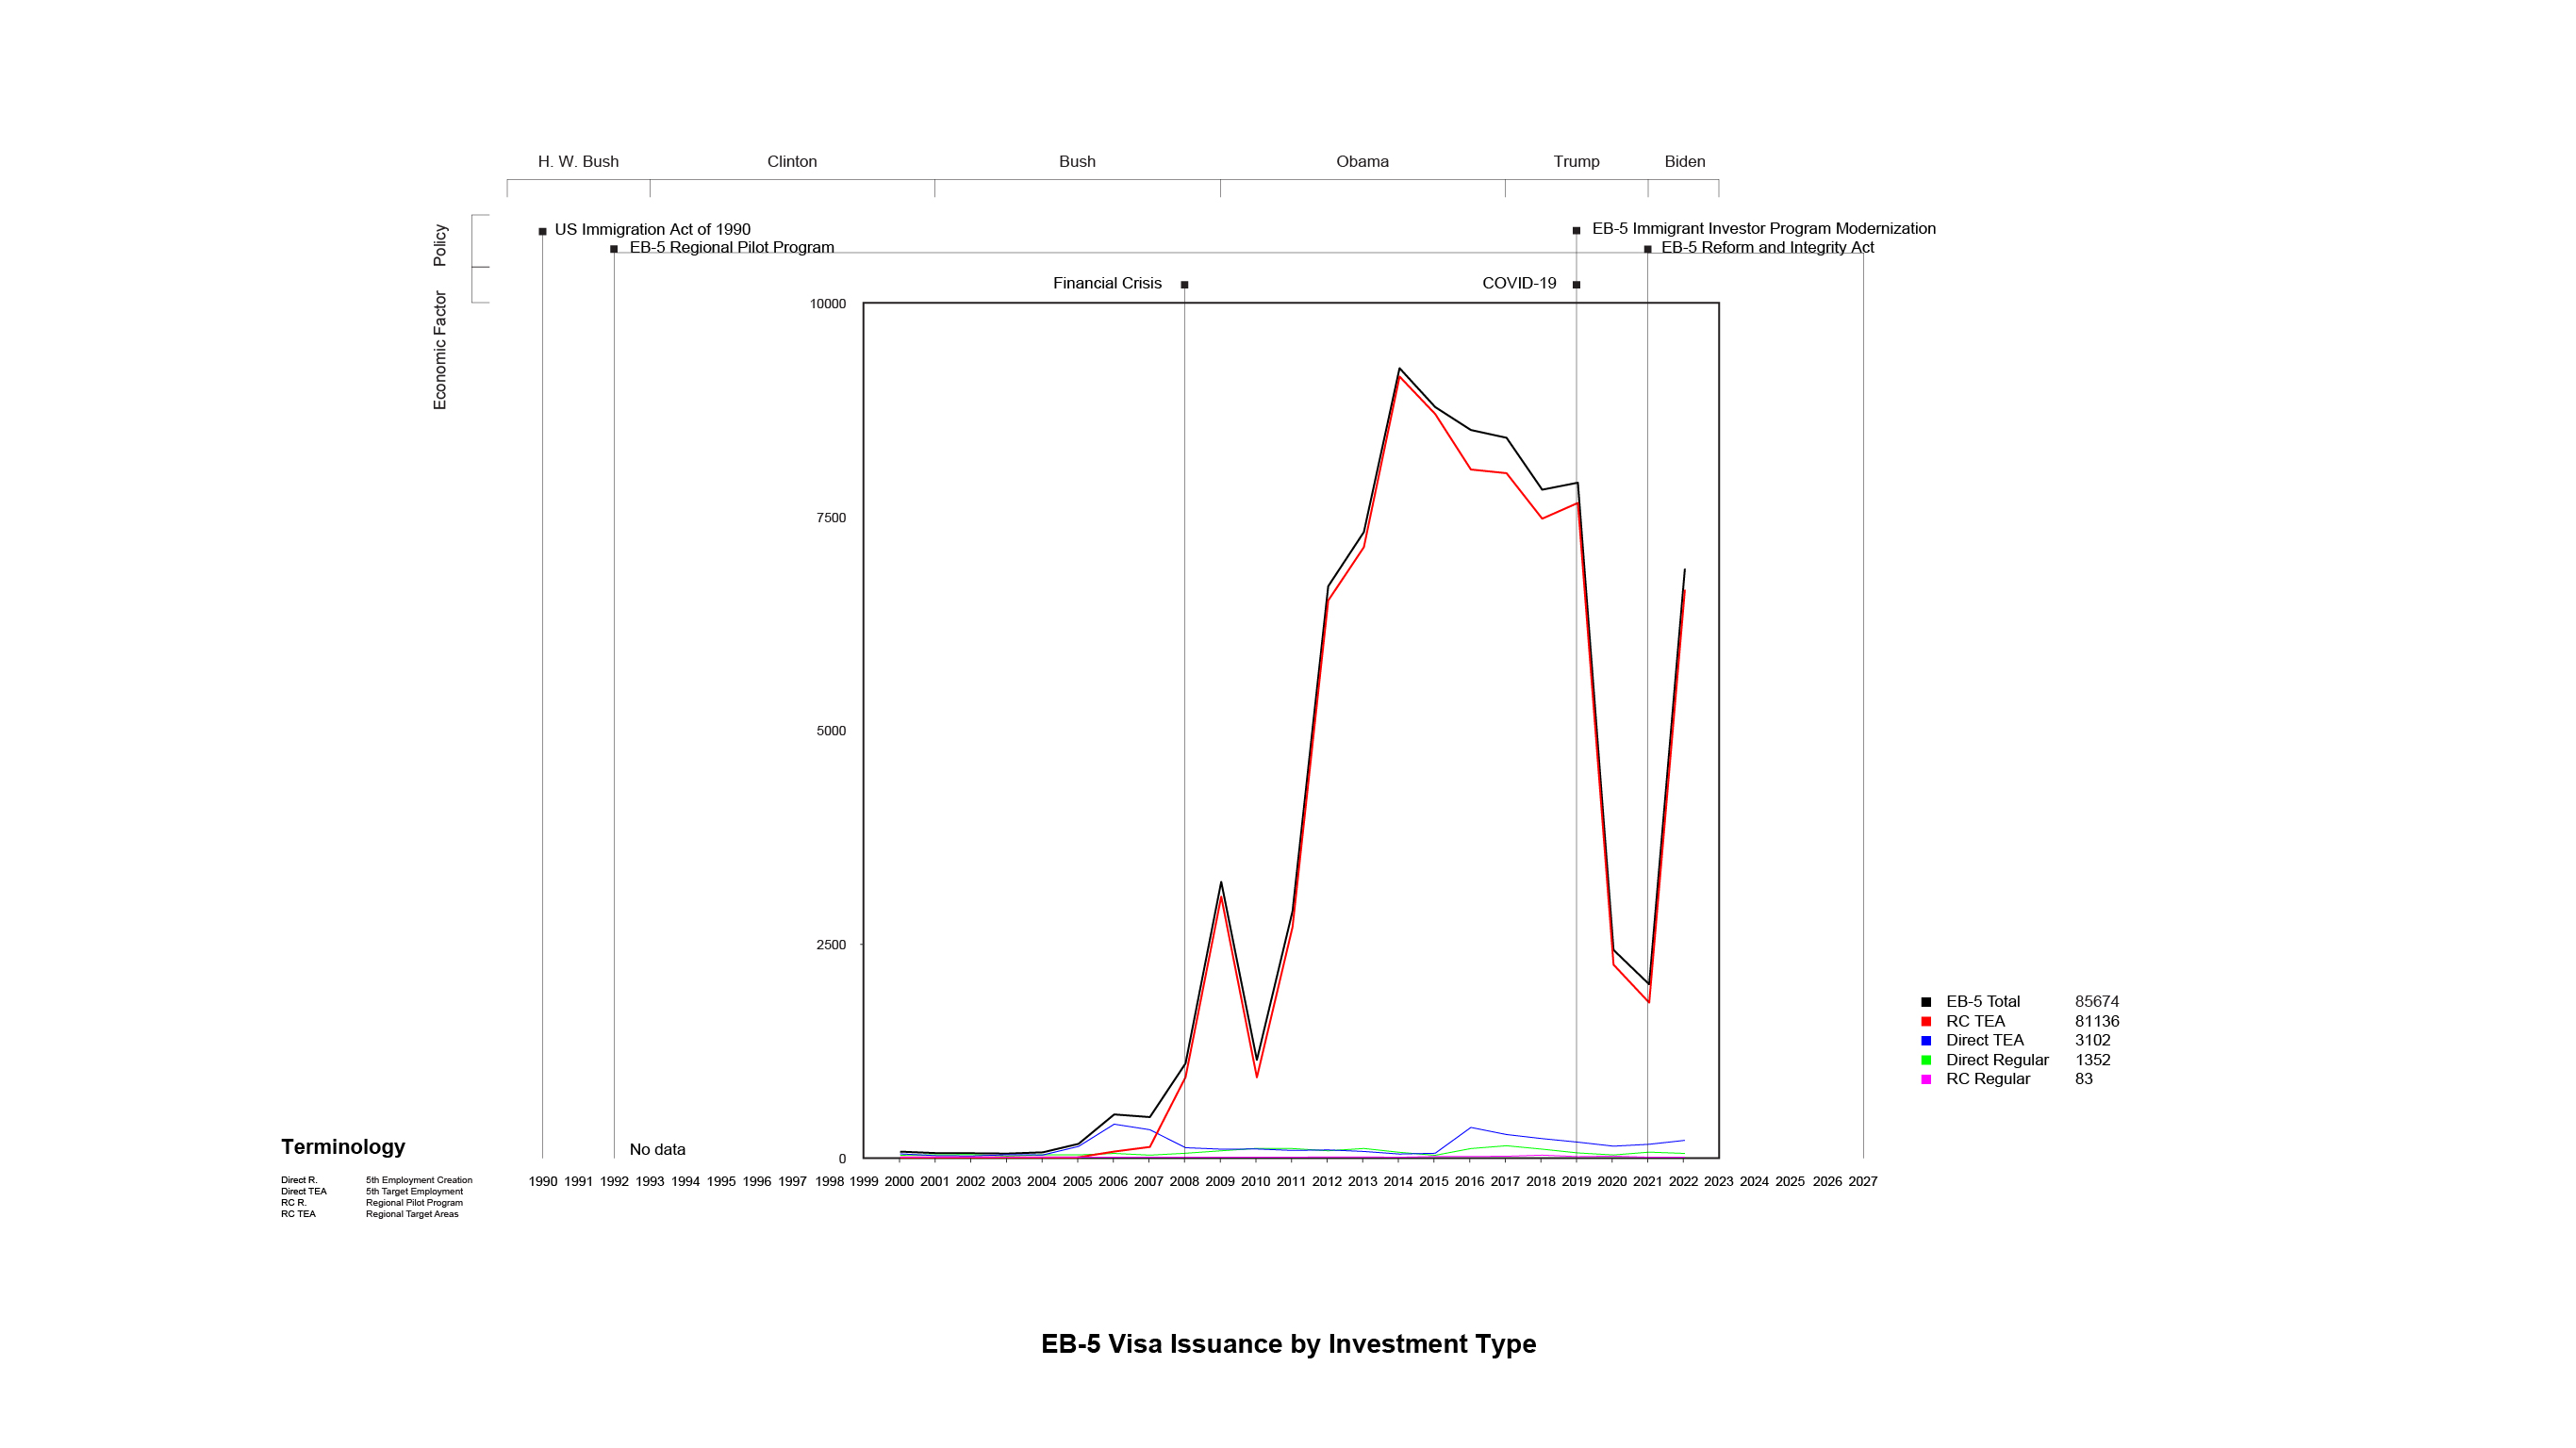 H. W. Bush Clinton Bush Obama Trump Biden
Policy
Economic Factor
US Immigration Act of 1990
EB-5 Regional Pilot Program
EB-5 Immigrant Investor Program Modernization
EB-5 Reform and Integrity Act
Financial Crisis
COVID-19
10000
7500
5000
2500
0
No data
1990 1991 1992 1993 1994 1995 1996 1997 1998 1999 2000 2001 2002 2003 2004 2005 2006 2007 2008 2009 2010 2011 2012 2013 2014 2015 2016 2017 2018 2019 2020 2021 2022 2023 2024 2025 2026 2027
EB-5 Total 85674
RC TEA 81136
Direct TEA 3102
Direct Regular 1352
RC Regular 83
Terminology
Direct R. 5th Employment Creation
Direct TEA 5th Target Employment
RC R. Regional Pilot Program
RC TEA Regional Target Areas
EB-5 Visa Issuance by Investment Type